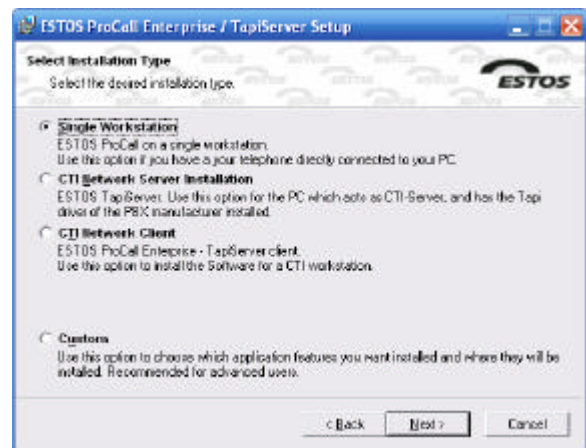 ESTOS ProCall Enterprise / TapiServer Setup
Select Installation Type
Select the desired installation type.
ESTOS
Single Workstation
ESTOS ProCall on a single workstation.
Use this option if you have a your telephone directly connected to your PC.
CTI Network Server Installation
ESTOS TapiServer. Use this option for the PC which acts as CTI-Server, and has the Tapi
driver of the PBX manufacturer installed.
CTI Network Client
ESTOS ProCall Enterprise - TapiServer client.
Use this option to install the Software for a CTI workstation.
Custom
Use this option to choose which application features you want installed and where they will be
installed. Recommended for advanced users.
< Back
Next >
Cancel